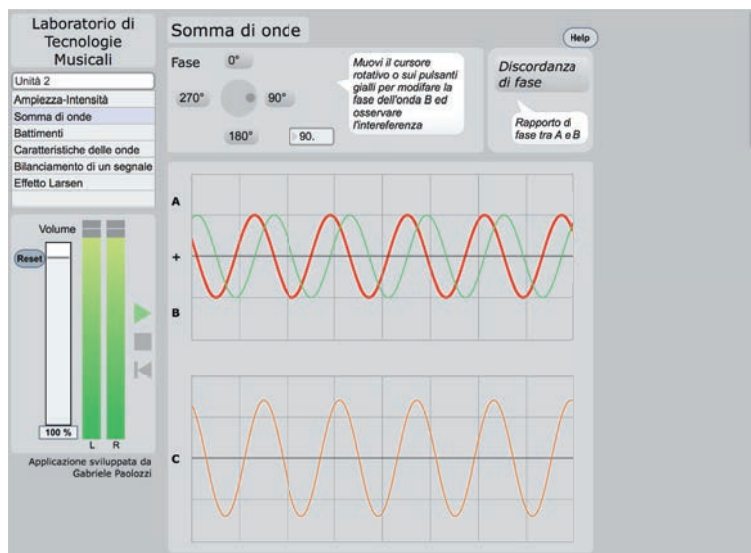 Laboratorio di
Tecnologie
Musicali
Unità 2
Ampiezza-Intensità
Somma di onde
Battimenti
Caratteristiche delle onde
Bilanciamento di un segnale
Effetto Larsen
Volume
Reset
100 %
L R
Applicazione sviluppata da
Gabriele Paolozzi
Somma di onde
Help
Fase
0°
270°
90°
180°
90.
Muovi il cursore
rotativo o sui pulsanti
gialli per modifare la
fase dell'onda B ed
osservare
l'intereferenza
Discordanza
di fase
Rapporto di
fase tra A e B
A
+
B
C